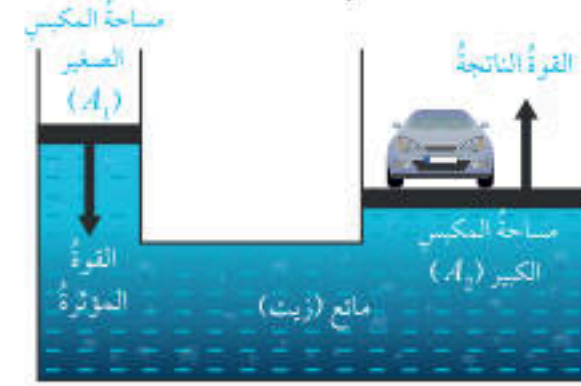 مساحةُ المكبسِ
الصغيرِ
(A₁)
القوةُ الناتجةُ
مساحةُ المكبسِ
الكبيرِ (A₂)
القوةُ
المؤثرةُ
مائع (زيت)